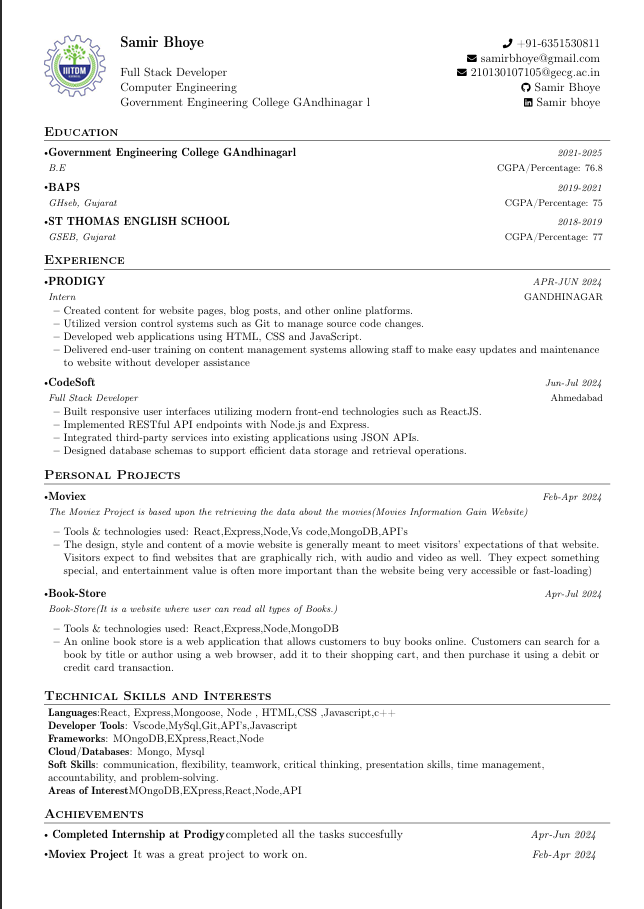 Samir Bhoye
+91-6351530811
samirbhoye@gmail.com
Full Stack Developer
210130107105@gecg.ac.in
Computer Engineering
Samir Bhoye
Government Engineering College GAndhinagar l
Samir bhoye
IIITDM
EDUCATION
•Government Engineering College GAndhinagarl 2021-2025
B.E CGPA/Percentage: 76.8
•BAPS 2019-2021
GHseb, Gujarat CGPA/Percentage: 75
•ST THOMAS ENGLISH SCHOOL 2018-2019
GSEB, Gujarat CGPA/Percentage: 77
EXPERIENCE
•PRODIGY APR-JUN 2024
Intern GANDHINAGAR
– Created content for website pages, blog posts, and other online platforms.
– Utilized version control systems such as Git to manage source code changes.
– Developed web applications using HTML, CSS and JavaScript.
– Delivered end-user training on content management systems allowing staff to make easy updates and maintenance
to website without developer assistance
•CodeSoft Jun-Jul 2024
Full Stack Developer Ahmedabad
– Built responsive user interfaces utilizing modern front-end technologies such as ReactJS.
– Implemented RESTful API endpoints with Node.js and Express.
– Integrated third-party services into existing applications using JSON APIs.
– Designed database schemas to support efficient data storage and retrieval operations.
PERSONAL PROJECTS
•Moviex Feb-Apr 2024
The Moviex Project is based upon the retrieving the data about the movies(Movies Information Gain Website)
– Tools & technologies used: React,Express,Node,Vs code,MongoDB,API's
– The design, style and content of a movie website is generally meant to meet visitors' expectations of that website.
Visitors expect to find websites that are graphically rich, with audio and video as well. They expect something
special, and entertainment value is often more important than the website being very accessible or fast-loading)
•Book-Store Apr-Jul 2024
Book-Store(It is a website where user can read all types of Books.)
– Tools & technologies used: React,Express,Node,MongoDB
– An online book store is a web application that allows customers to buy books online. Customers can search for a
book by title or author using a web browser, add it to their shopping cart, and then purchase it using a debit or
credit card transaction.
TECHNICAL SKILLS AND INTERESTS
Languages:React, Express,Mongoose, Node , HTML,CSS ,Javascript,c++
Developer Tools: Vscode,MySql,Git,API's,Javascript
Frameworks: MOngoDB,EXpress,React,Node
Cloud/Databases: Mongo, Mysql
Soft Skills: communication, flexibility, teamwork, critical thinking, presentation skills, time management,
accountability, and problem-solving.
Areas of InterestMOngoDB,EXpress,React,Node,API
ACHIEVEMENTS
• Completed Internship at Prodigycompleted all the tasks succesfully Apr-Jun 2024
•Moviex Project It was a great project to work on. Feb-Apr 2024